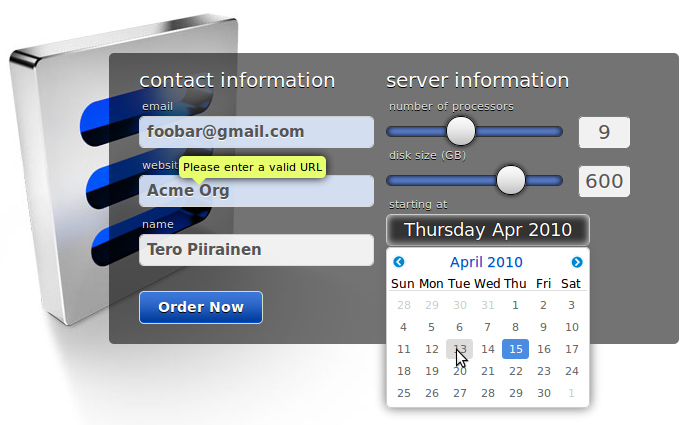 contact information
email
foobar@gmail.com
Please enter a valid URL
Acme Org
name
Tero Piirainen
Order Now
server information
number of processors
9
disk size (GB)
600
starting at
Thursday Apr 2010
April 2010
Sun Mon Tue Wed Thu Fri Sat
28 29 30 31 1 2 3
4 5 6 7 8 9 10
11 12 13 14 15 16 17
18 19 20 21 22 23 24
25 26 27 28 29 30 1